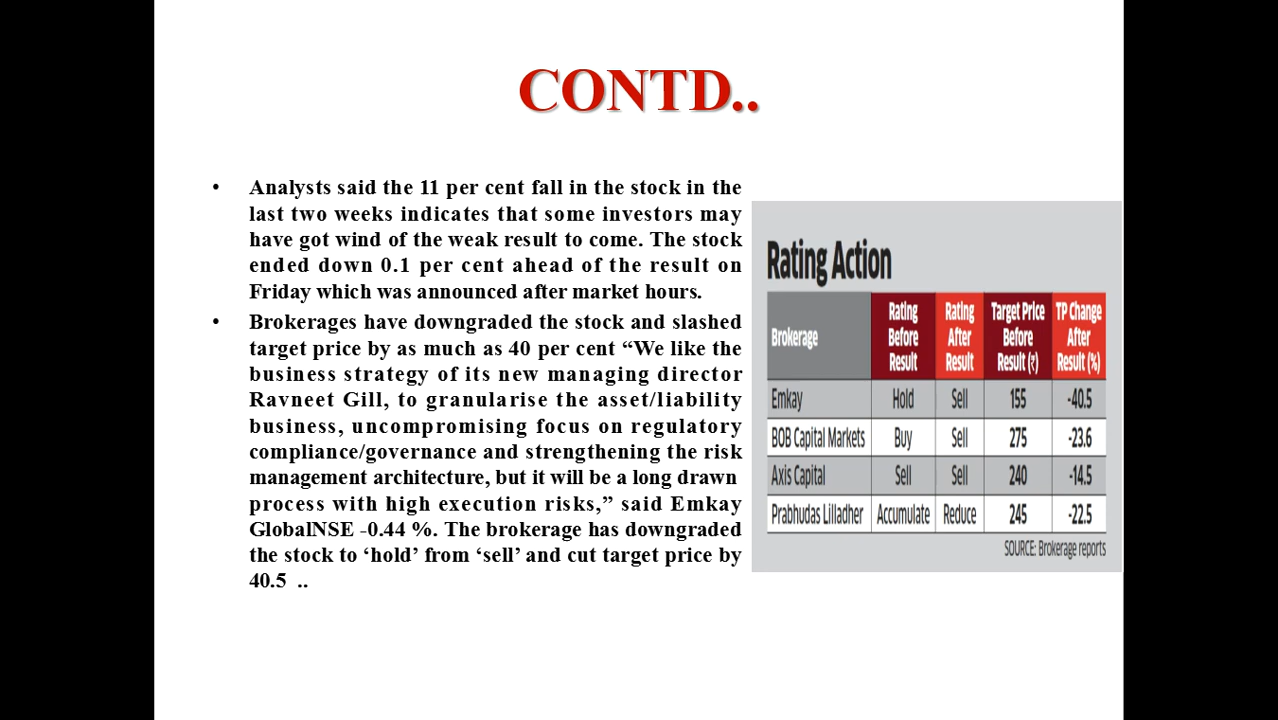 CONTD..
• Analysts said the 11 per cent fall in the stock in the
last two weeks indicates that some investors may
have got wind of the weak result to come. The stock
ended down 0.1 per cent ahead of the result on
Friday which was announced after market hours.
• Brokerages have downgraded the stock and slashed
target price by as much as 40 per cent “We like the
business strategy of its new managing director
Ravneet Gill, to granularise the asset/liability
business, uncompromising focus on regulatory
compliance/governance and strengthening the risk
management architecture, but it will be a long drawn
process with high execution risks,” said Emkay
GlobalNSE -0.44 %. The brokerage has downgraded
the stock to ‘hold’ from ‘sell’ and cut target price by
40.5 ..
Rating Action
Brokerage Rating Before Result Rating After Result Target Price Before Result (₹) TP Change After Result (%)
Emkay Hold Sell 155 -40.5
BOB Capital Markets Buy Sell 275 -23.6
Axis Capital Sell Sell 240 -14.5
Prabhudas Lilladher Accumulate Reduce 245 -22.5
SOURCE: Brokerage reports